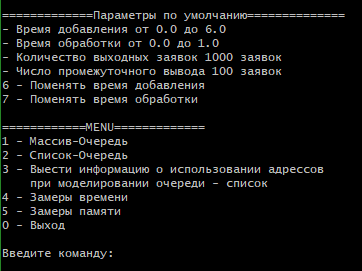 =============Параметры по умолчанию==============
- Время добавления от 0.0 до 6.0
- Время обработки от 0.0 до 1.0
- Количество выходных заявок 1000 заявок
- Число промежуточного вывода 100 заявок
6 - Поменять время добавления
7 - Поменять время обработки
============MENU=============
1 - Массив-Очередь
2 - Список-Очередь
3 - Вывести информацию о использовании адрессов
при моделировании очереди - список
4 - Замеры времени
5 - Замеры памяти
0 - Выход
Введите команду: